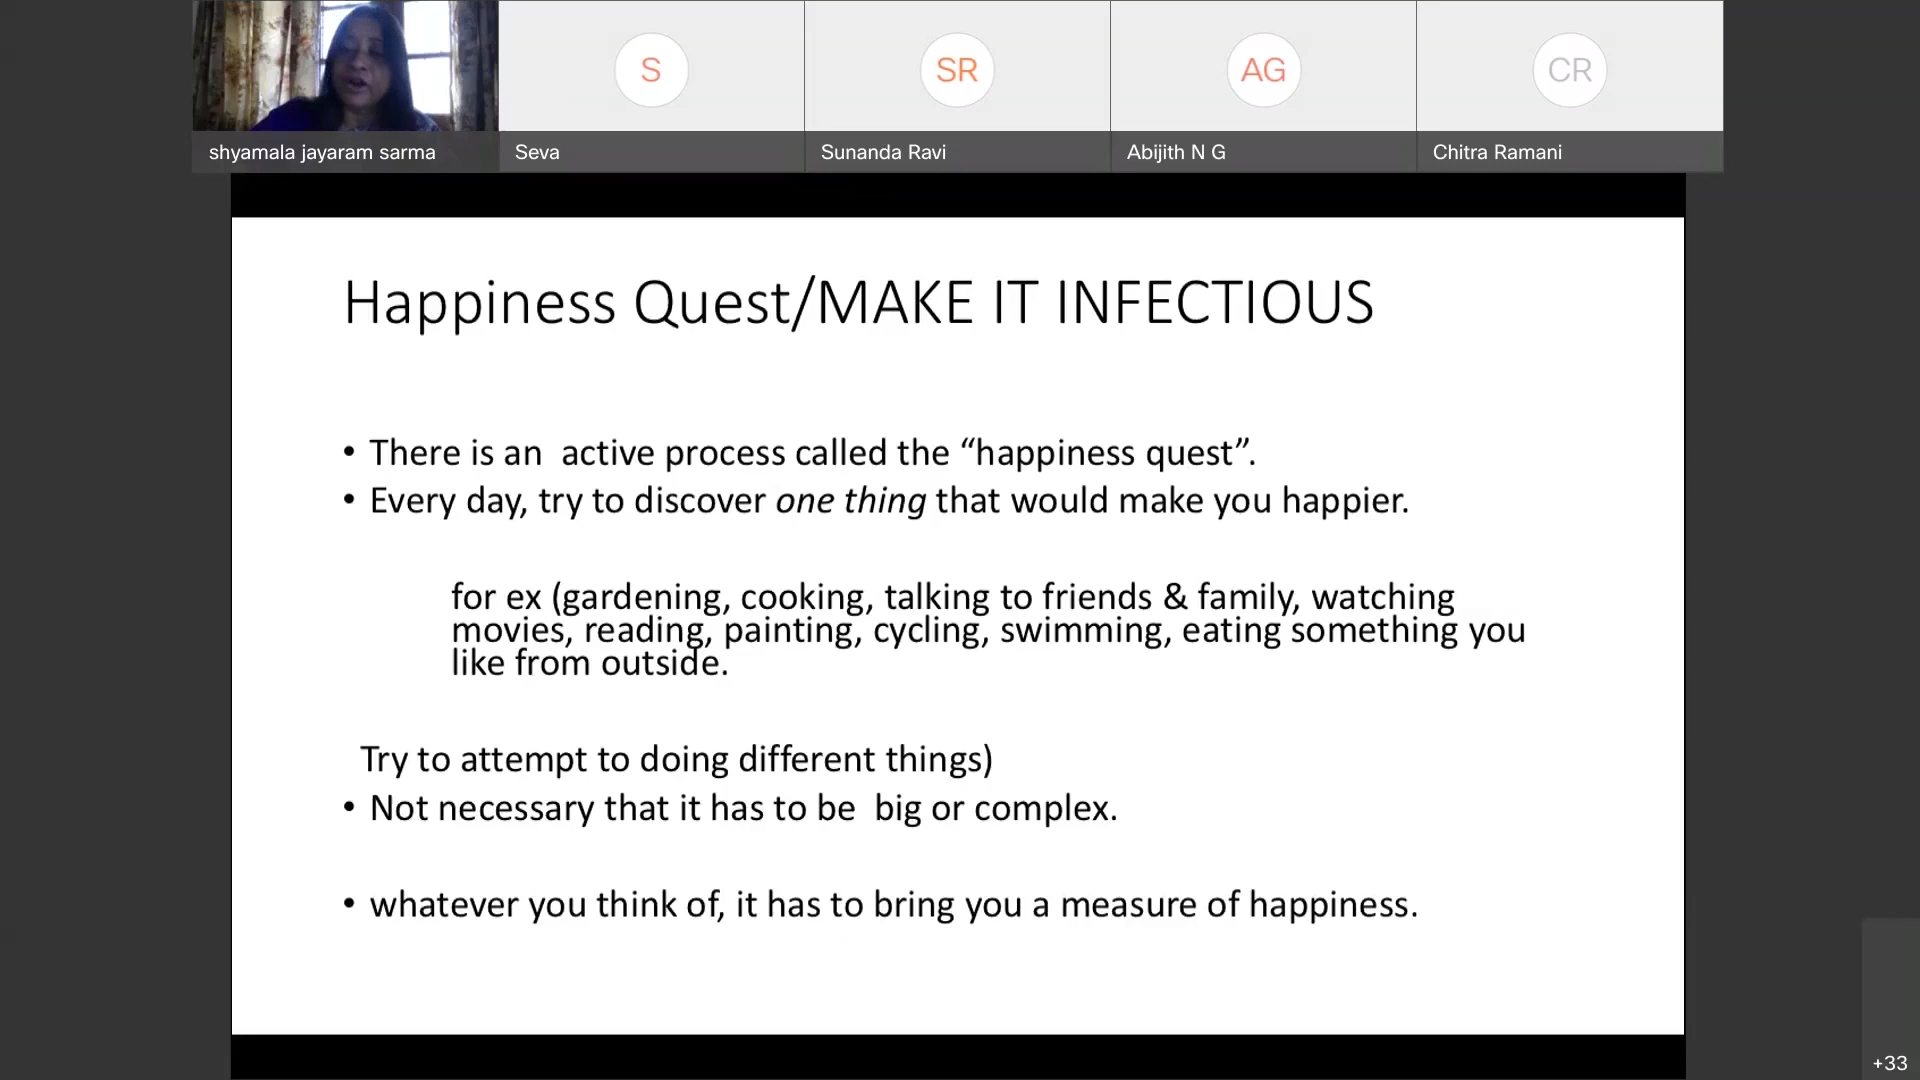 S
SR
AG
CR
shyamala jayaram sarma
Seva
Sunanda Ravi
Abijith N G
Chitra Ramani
Happiness Quest/MAKE IT INFECTIOUS
• There is an  active process called the “happiness quest”.
• Every day, try to discover one thing that would make you happier.
for ex (gardening, cooking, talking to friends & family, watching
movies, reading, painting, cycling, swimming, eating something you
like from outside.
Try to attempt to doing different things)
• Not necessary that it has to be  big or complex.
• whatever you think of, it has to bring you a measure of happiness.
+33